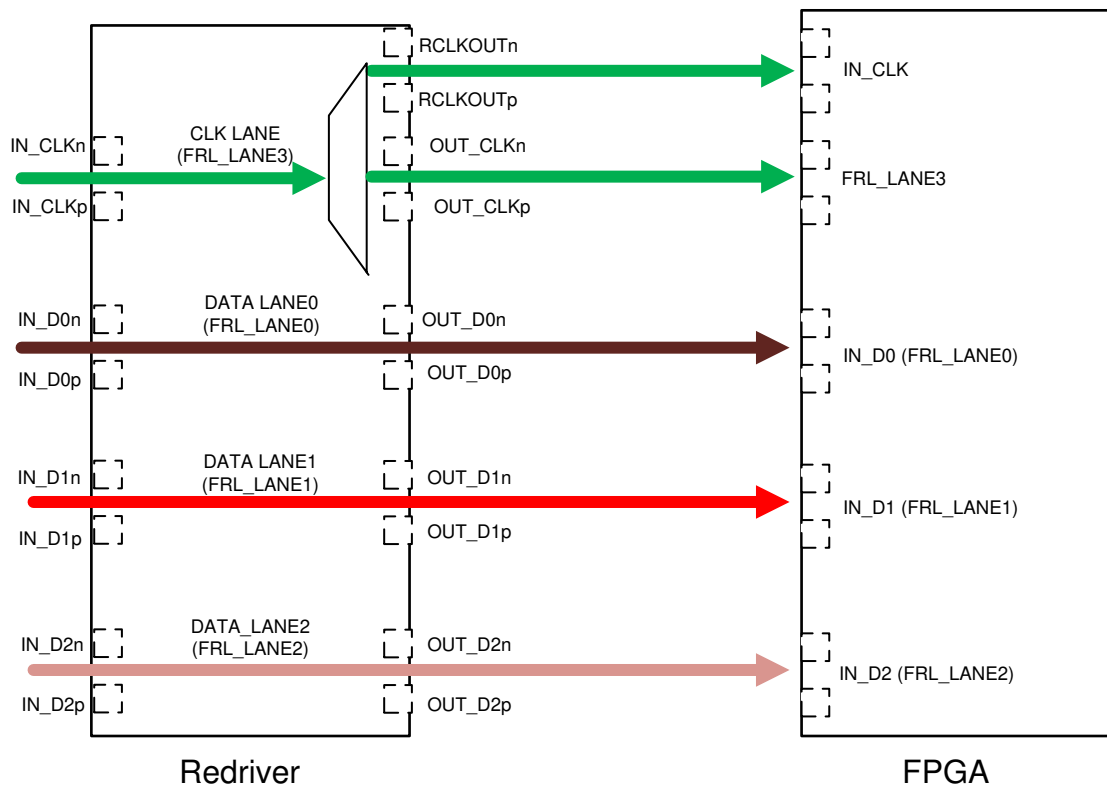 RCLKOUTn
IN_CLK
RCLKOUTp
IN_CLKn
CLK LANE
(FRL_LANE3)
OUT_CLKn
FRL_LANE3
IN_CLKp
OUT_CLKp
IN_D0n
DATA LANE0
(FRL_LANE0)
OUT_D0n
IN_D0 (FRL_LANE0)
IN_D0p
OUT_D0p
IN_D1n
DATA LANE1
(FRL_LANE1)
OUT_D1n
IN_D1 (FRL_LANE1)
IN_D1p
OUT_D1p
IN_D2n
DATA_LANE2
(FRL_LANE2)
OUT_D2n
IN_D2 (FRL_LANE2)
IN_D2p
OUT_D2p
Redriver
FPGA